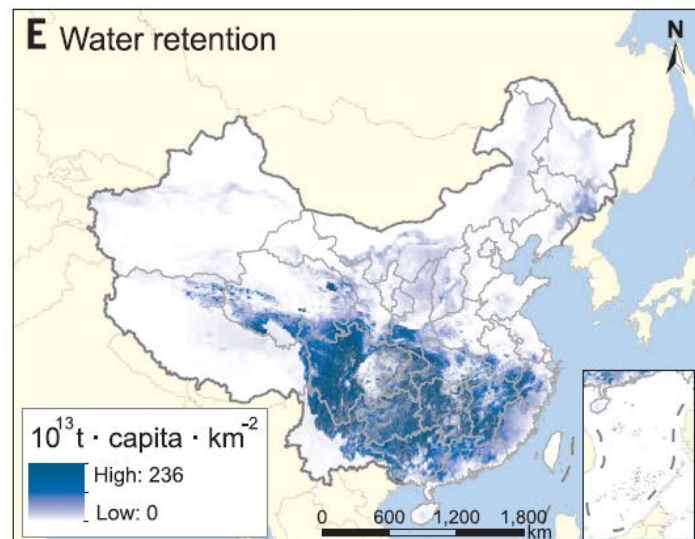 E Water retention
N
10¹³t · capita · km⁻²
High: 236
Low: 0
0 600 1,200 1,800
km